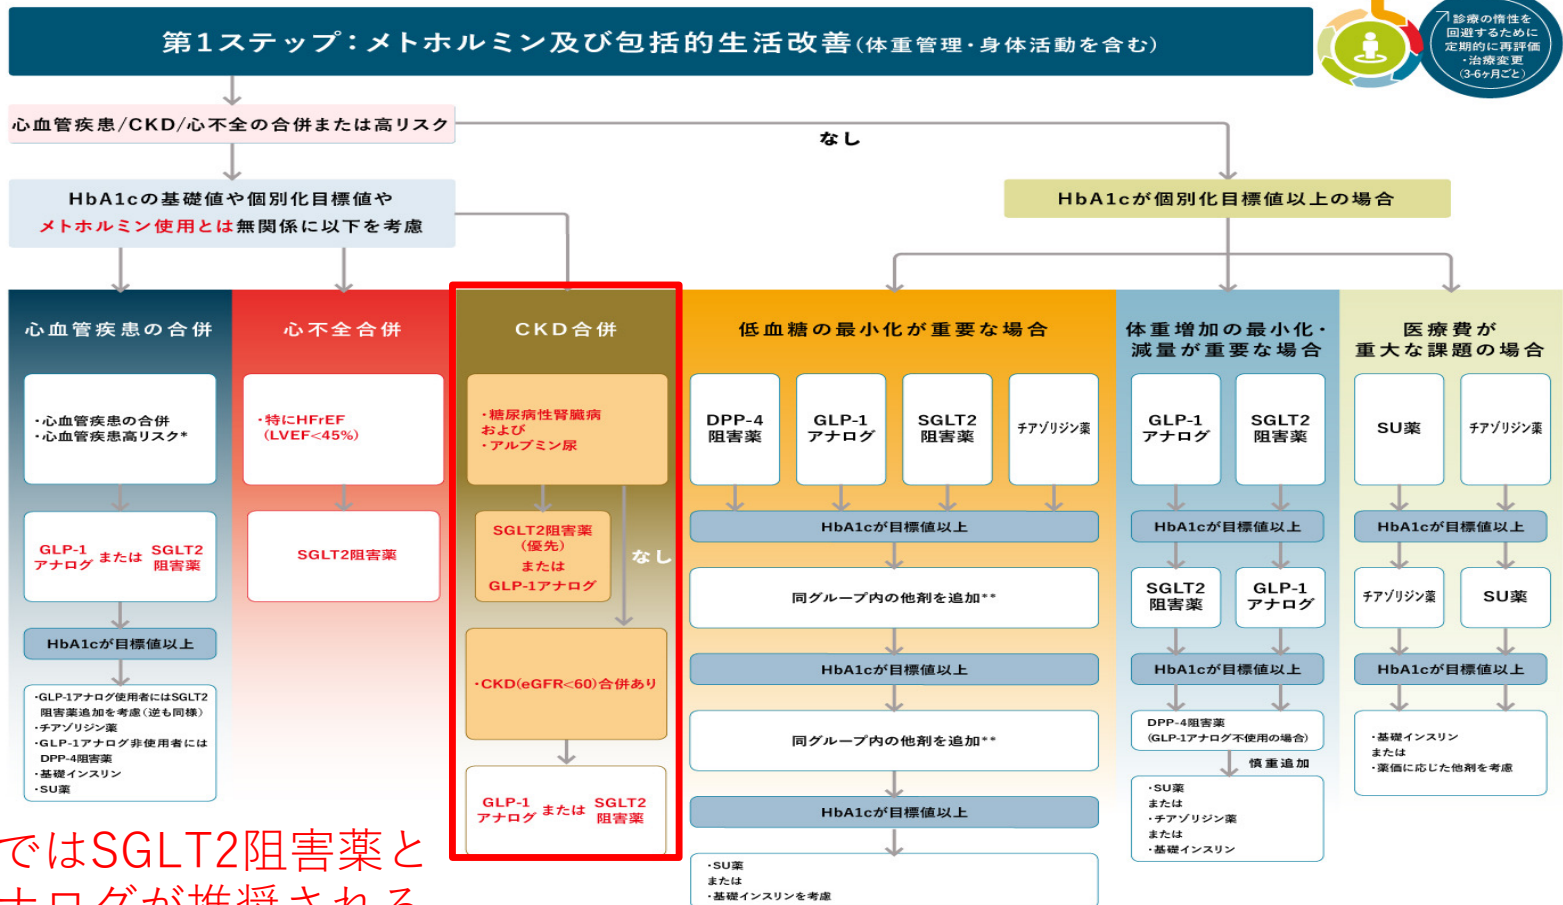 第1ステップ：メトホルミン及び包括的生活改善(体重管理・身体活動を含む)
診療の惰性を
回避するために
定期的に再評価
・治療変更
(3-6ヶ月ごと)
心血管疾患/CKD/心不全の合併または高リスク
なし
HbA1cの基礎値や個別化目標値や
メトホルミン使用とは無関係に以下を考慮
HbA1cが個別化目標値以上の場合
心血管疾患の合併
・心血管疾患の合併
・心血管疾患高リスク*
GLP-1
アナログ
または
SGLT2
阻害薬
HbA1cが目標値以上
・GLP-1アナログ使用者にはSGLT2
阻害薬追加を考慮(逆も同様)
・チアゾリジン薬
・GLP-1アナログ非使用者には
DPP-4阻害薬
・基礎インスリン
・SU薬
心不全合併
・特にHFrEF
(LVEF<45%)
SGLT2阻害薬
CKD合併
・糖尿病性腎臓病
および
・アルブミン尿
SGLT2阻害薬
(優先)
または
GLP-1アナログ
なし
・CKD(eGFR<60)合併あり
GLP-1
アナログ
または
SGLT2
阻害薬
低血糖の最小化が重要な場合
DPP-4
阻害薬
GLP-1
アナログ
SGLT2
阻害薬
チアゾリジン薬
HbA1cが目標値以上
同グループ内の他剤を追加**
HbA1cが目標値以上
同グループ内の他剤を追加**
HbA1cが目標値以上
・SU薬
または
・基礎インスリンを考慮
体重増加の最小化・
減量が重要な場合
GLP-1
アナログ
SGLT2
阻害薬
HbA1cが目標値以上
SGLT2
阻害薬
GLP-1
アナログ
HbA1cが目標値以上
DPP-4阻害薬
(GLP-1アナログ不使用の場合)
慎重追加
・SU薬
または
・チアゾリジン薬
または
・基礎インスリン
医療費が
重大な課題の場合
SU薬
チアゾリジン薬
HbA1cが目標値以上
チアゾリジン薬
SU薬
HbA1cが目標値以上
・基礎インスリン
または
・薬価に応じた他剤を考慮
ではSGLT2阻害薬と
ナログが推奨される